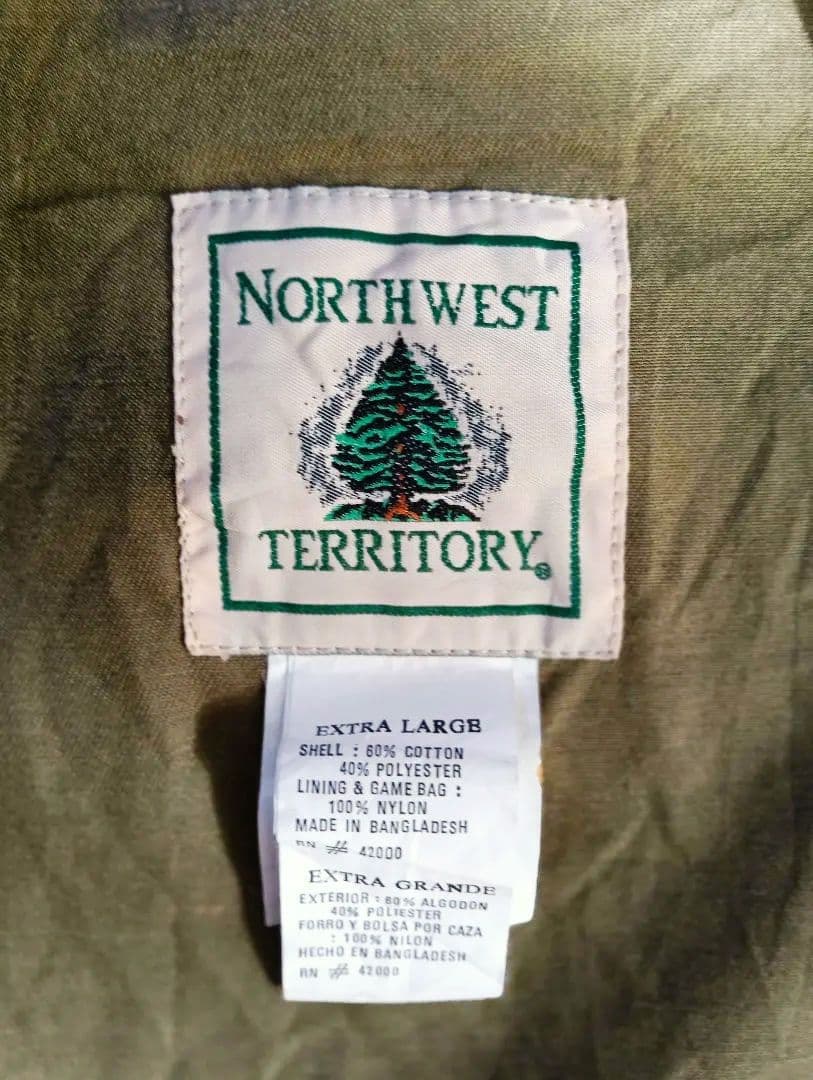 NORTHWEST
TERRITORY®
EXTRA LARGE
SHELL : 60% COTTON
40% POLYESTER
LINING & GAME BAG :
100% NYLON
MADE IN BANGLADESH
RN # 42000
EXTRA GRANDE
EXTERIOR : 60% ALGODON
40% POLIESTER
FORRO Y BOLSA POR CAZA
: 100% NILON
HECHO EN BANGLADESH
RN # 42000